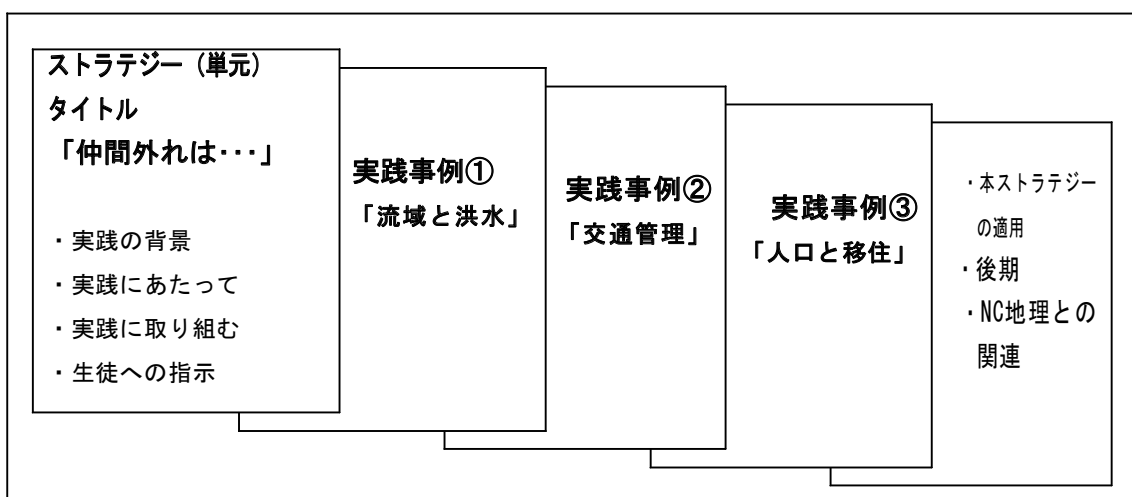 ストラテジー（単元）
タイトル
「仲間外れは・・・」
・実践の背景
・実践にあたって
・実践に取り組む
・生徒への指示
実践事例①
「流域と洪水」
実践事例②
「交通管理」
実践事例③
「人口と移住」
・本ストラテジー
の適用
・後期
・NC地理との
関連